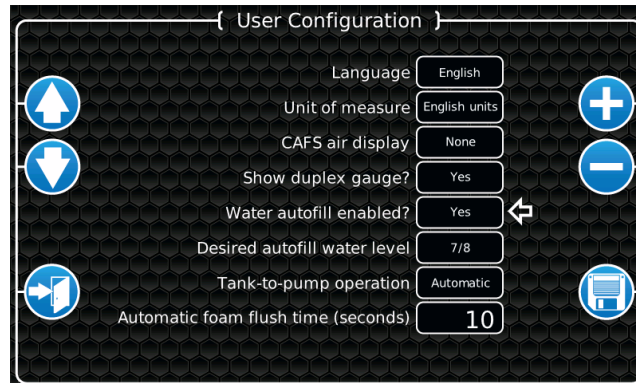 User Configuration
Language English
Unit of measure English units
CAFS air display None
Show duplex gauge? Yes
Water autofill enabled? Yes
Desired autofill water level 7/8
Tank-to-pump operation Automatic
Automatic foam flush time (seconds) 10